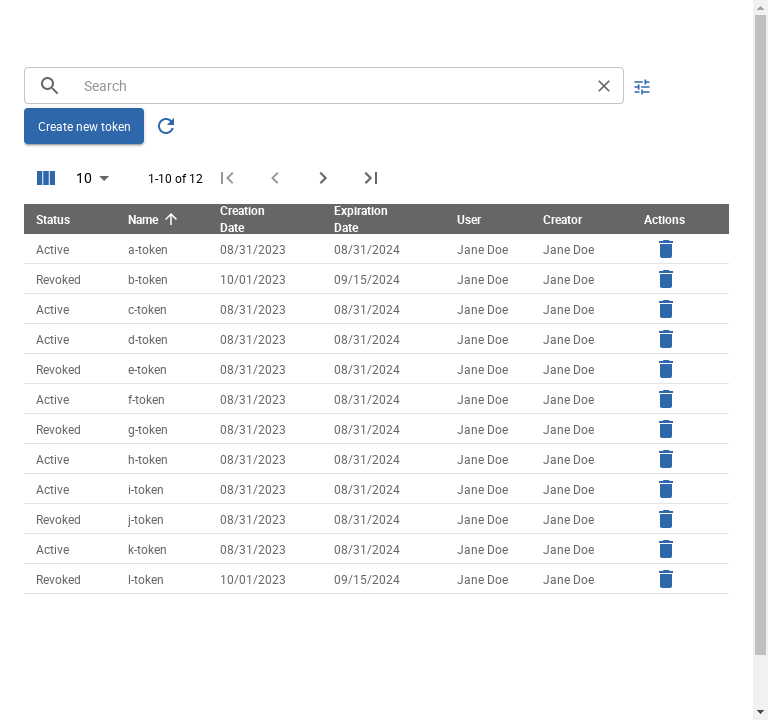 Search
Create new token
10 1-10 of 12
Status Name Creation Date Expiration Date User Creator Actions
Active a-token 08/31/2023 08/31/2024 Jane Doe Jane Doe
Revoked b-token 10/01/2023 09/15/2024 Jane Doe Jane Doe
Active c-token 08/31/2023 08/31/2024 Jane Doe Jane Doe
Active d-token 08/31/2023 08/31/2024 Jane Doe Jane Doe
Revoked e-token 08/31/2023 08/31/2024 Jane Doe Jane Doe
Active f-token 08/31/2023 08/31/2024 Jane Doe Jane Doe
Revoked g-token 08/31/2023 08/31/2024 Jane Doe Jane Doe
Active h-token 08/31/2023 08/31/2024 Jane Doe Jane Doe
Active i-token 08/31/2023 08/31/2024 Jane Doe Jane Doe
Revoked j-token 08/31/2023 08/31/2024 Jane Doe Jane Doe
Active k-token 08/31/2023 08/31/2024 Jane Doe Jane Doe
Revoked l-token 10/01/2023 09/15/2024 Jane Doe Jane Doe